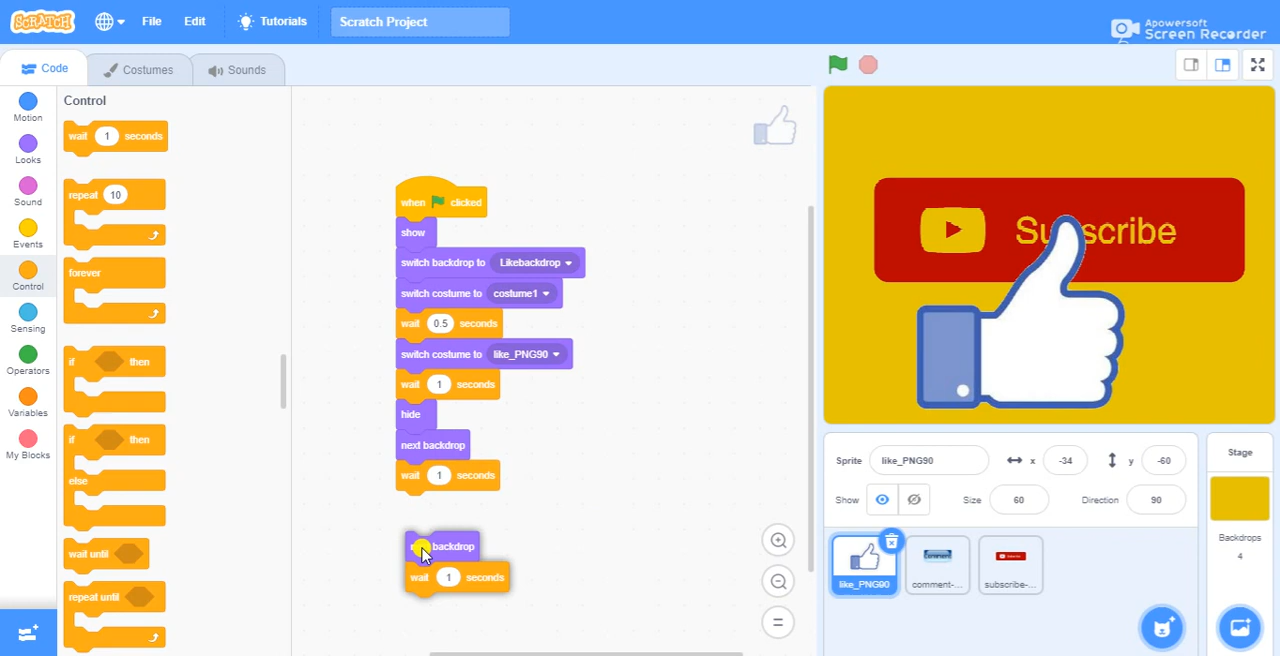 SCRATCH File Edit Tutorials Scratch Project
Apowersoft
Screen Recorder
Code Costumes Sounds
Motion
Looks
Sound
Events
Control
Sensing
Operators
Variables
My Blocks
Control
wait 1 seconds
repeat 10
forever
if then
if then
else
wait until
repeat until
when clicked
show
switch backdrop to Likebackdrop
switch costume to costume1
wait 0.5 seconds
switch costume to like_PNG90
wait 1 seconds
hide
next backdrop
wait 1 seconds
backdrop
wait 1 seconds
Subscribe
Sprite like_PNG90 x -34 y -60
Show Size 60 Direction 90
like_PNG90
Comment
comment-...
subscribe-...
Stage
Backdrops
4